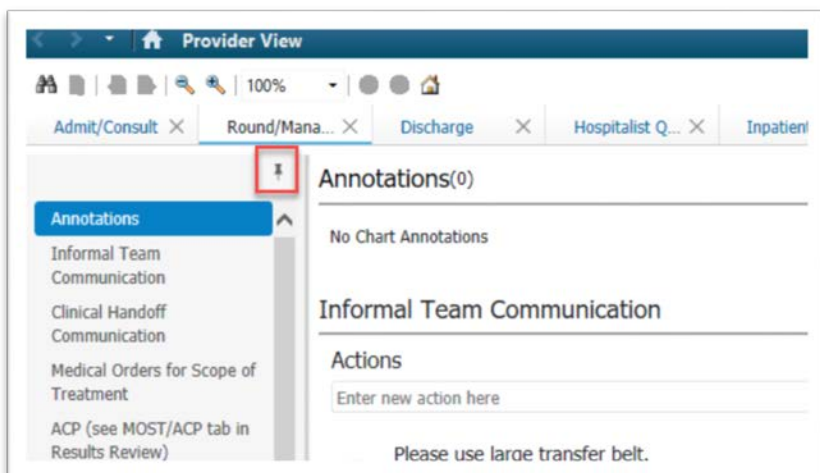 Provider View
100%
Admit/Consult
Round/Mana...
Discharge
Hospitalist Q...
Inpatien
Annotations
Informal Team
Communication
Clinical Handoff
Communication
Medical Orders for Scope of
Treatment
ACP (see MOST/ACP tab in
Results Review)
Annotations(0)
No Chart Annotations
Informal Team Communication
Actions
Enter new action here
Please use large transfer belt.